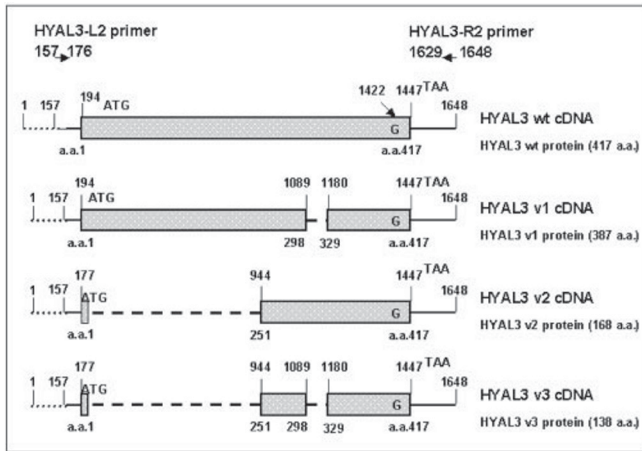 HYAL3-L2 primer
157 176
HYAL3-R2 primer
1629 1648
1 157 194 ATG 1422 1447 TAA 1648
G
a.a.1 a.a.417
HYAL3 wt cDNA
HYAL3 wt protein (417 a.a.)
1 157 194 ATG 1089 1180 1447 TAA 1648
G
a.a.1 298 329 a.a.417
HYAL3 v1 cDNA
HYAL3 v1 protein (387 a.a.)
1 157 177 ATG 944 1447 TAA 1648
G
a.a.1 251 a.a.417
HYAL3 v2 cDNA
HYAL3 v2 protein (168 a.a.)
1 157 177 ATG 944 1089 1180 1447 TAA 1648
G
a.a.1 251 298 329 a.a.417
HYAL3 v3 cDNA
HYAL3 v3 protein (138 a.a.)